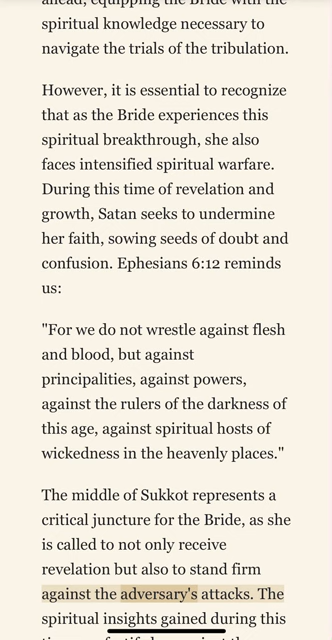 ahead, equipping the Bride with the
spiritual knowledge necessary to
navigate the trials of the tribulation.
However, it is essential to recognize
that as the Bride experiences this
spiritual breakthrough, she also
faces intensified spiritual warfare.
During this time of revelation and
growth, Satan seeks to undermine
her faith, sowing seeds of doubt and
confusion. Ephesians 6:12 reminds
us:
"For we do not wrestle against flesh
and blood, but against
principalities, against powers,
against the rulers of the darkness of
this age, against spiritual hosts of
wickedness in the heavenly places."
The middle of Sukkot represents a
critical juncture for the Bride, as she
is called to not only receive
revelation but also to stand firm
against the adversary's attacks. The
spiritual insights gained during this